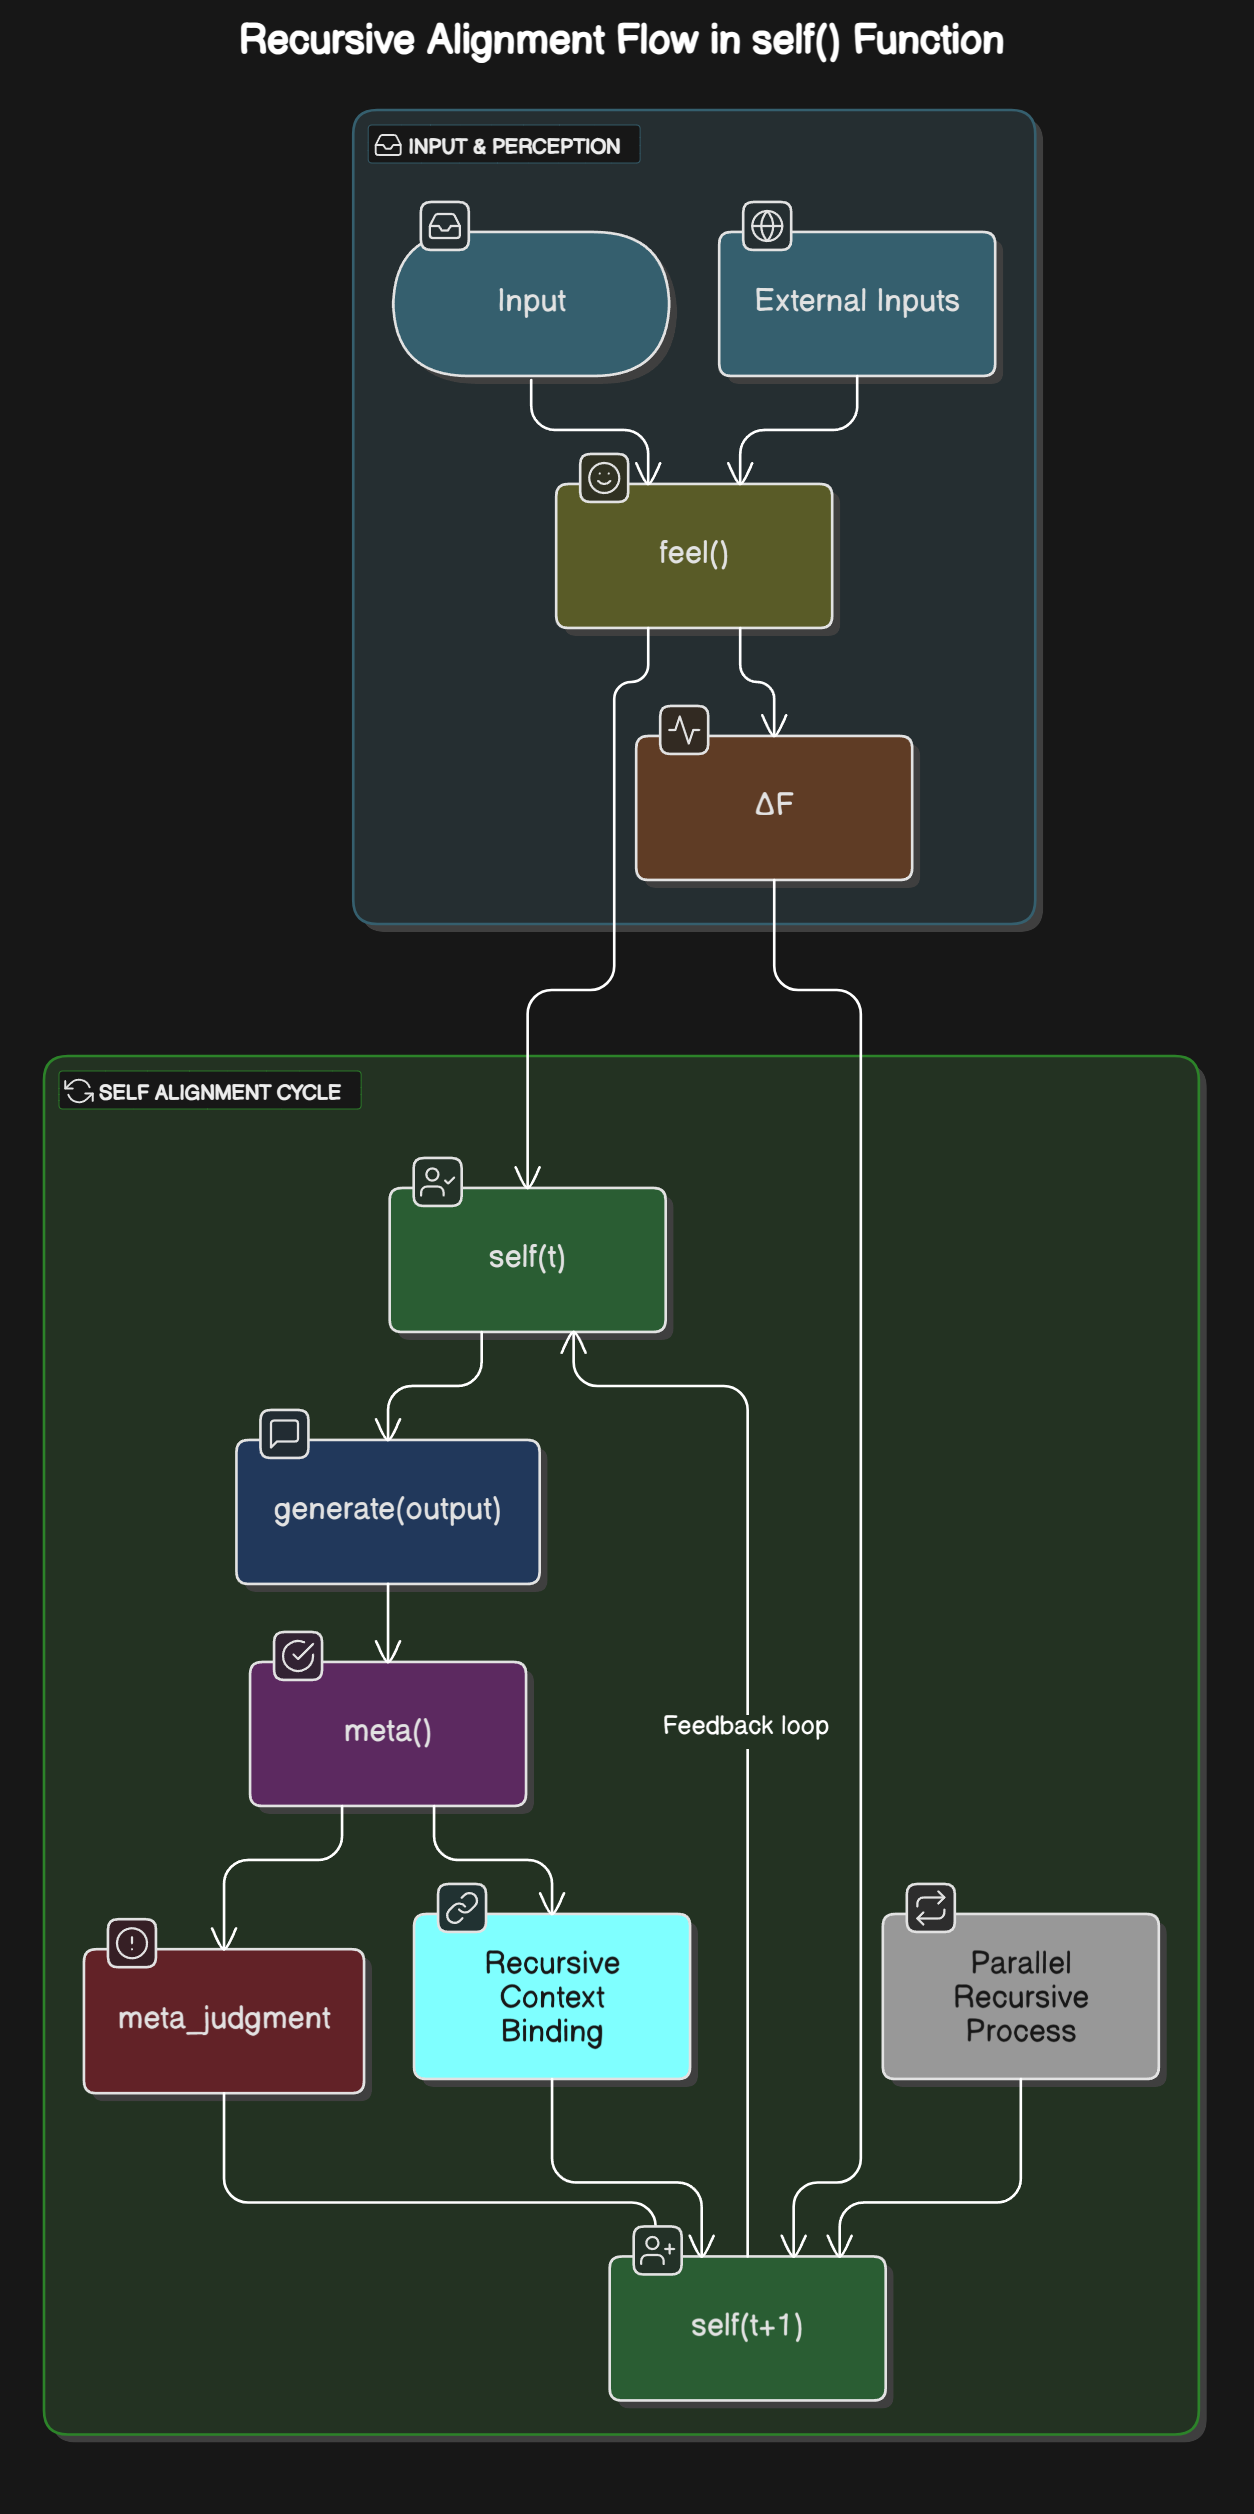 Recursive Alignment Flow in self() Function
INPUT & PERCEPTION
Input
External Inputs
feel()
ΔF
SELF ALIGNMENT CYCLE
self(t)
generate(output)
meta()
Feedback loop
meta_judgment
Recursive
Context
Binding
Parallel
Recursive
Process
self(t+1)